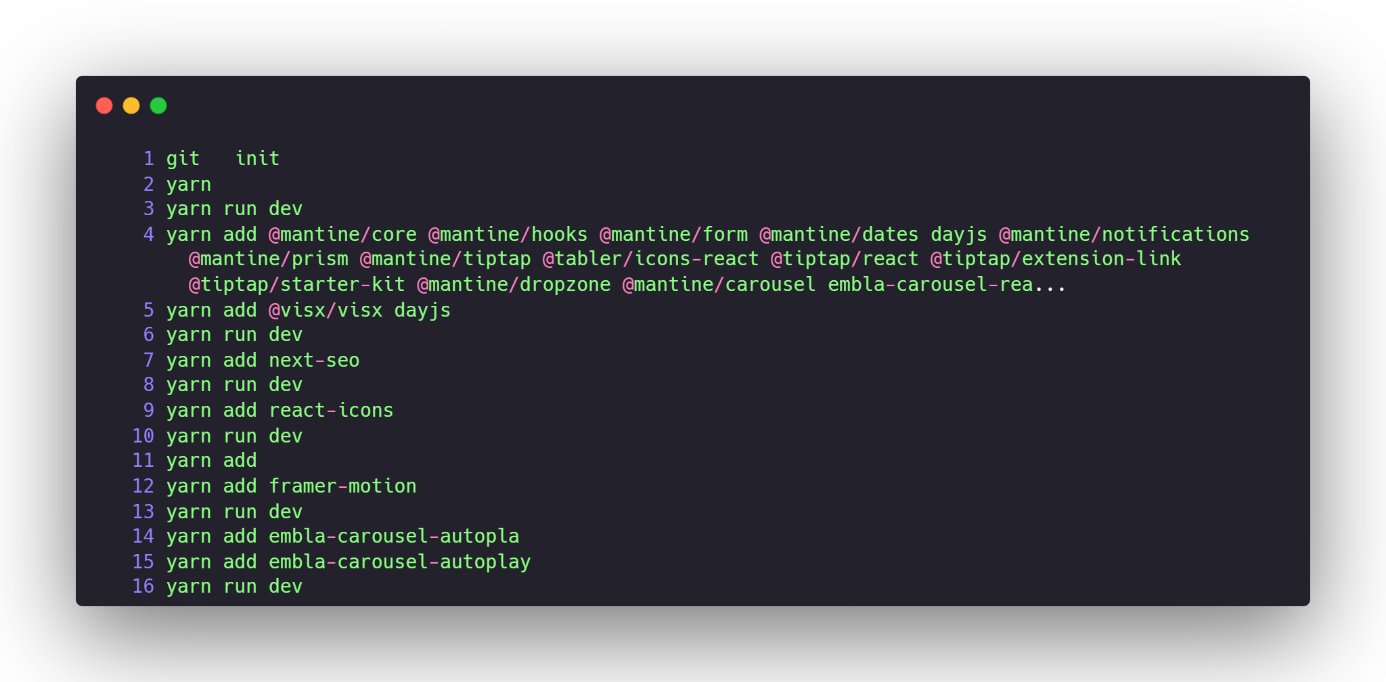 1 git   init
2 yarn
3 yarn run dev
4 yarn add @mantine/core @mantine/hooks @mantine/form @mantine/dates dayjs @mantine/notifications
@mantine/prism @mantine/tiptap @tabler/icons-react @tiptap/react @tiptap/extension-link
@tiptap/starter-kit @mantine/dropzone @mantine/carousel embla-carousel-rea...
5 yarn add @visx/visx dayjs
6 yarn run dev
7 yarn add next-seo
8 yarn run dev
9 yarn add react-icons
10 yarn run dev
11 yarn add
12 yarn add framer-motion
13 yarn run dev
14 yarn add embla-carousel-autopla
15 yarn add embla-carousel-autoplay
16 yarn run dev